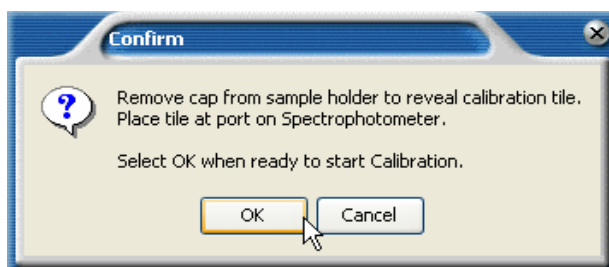 Confirm
Remove cap from sample holder to reveal calibration tile.
Place tile at port on Spectrophotometer.
Select OK when ready to start Calibration.
OK
Cancel